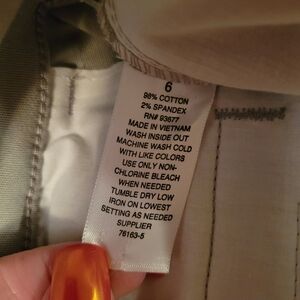 6
98% COTTON
2% SPANDEX
RN# 93677
MADE IN VIETNAM
WASH INSIDE OUT
MACHINE WASH COLD
WITH LIKE COLORS
USE ONLY NON-
CHLORINE BLEACH
WHEN NEEDED
TUMBLE DRY LOW
IRON ON LOWEST
SETTING AS NEEDED
SUPPLIER
76163-5